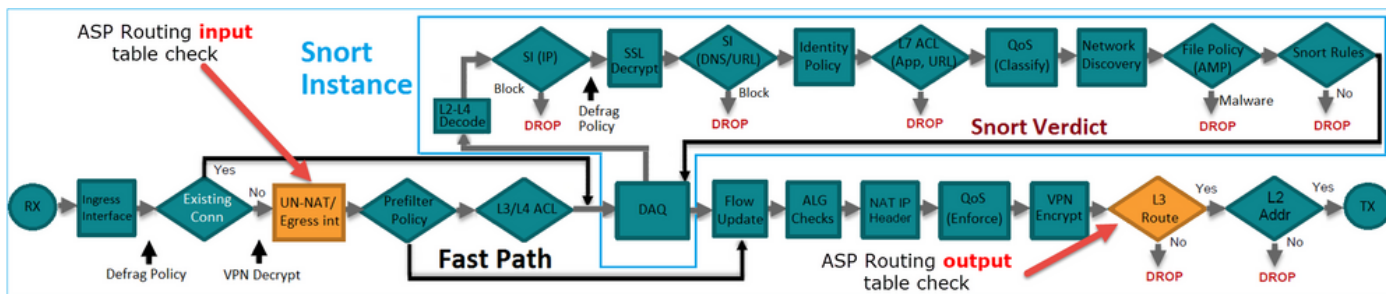 ASP Routing input
table check
Snort
Instance
SI (IP)
Block
DROP
SSL
Decrypt
Defrag
Policy
SI
(DNS/URL)
Block
DROP
Identity
Policy
L7 ACL
(App, URL)
DROP
QoS
(Classify)
Network
Discovery
File Policy
(AMP)
Malware
DROP
Snort Rules
No
DROP
L2-L4
Decode
Snort Verdict
RX
Ingress
Interface
Existing
Conn
Yes
No
UN-NAT/
Egress int
Prefilter
Policy
L3/L4 ACL
DAQ
Flow
Update
ALG
Checks
NAT IP
Header
QoS
(Enforce)
VPN
Encrypt
L3
Route
Yes
No
DROP
L2
Addr
Yes
No
DROP
TX
Defrag Policy
VPN Decrypt
Fast Path
ASP Routing output
table check